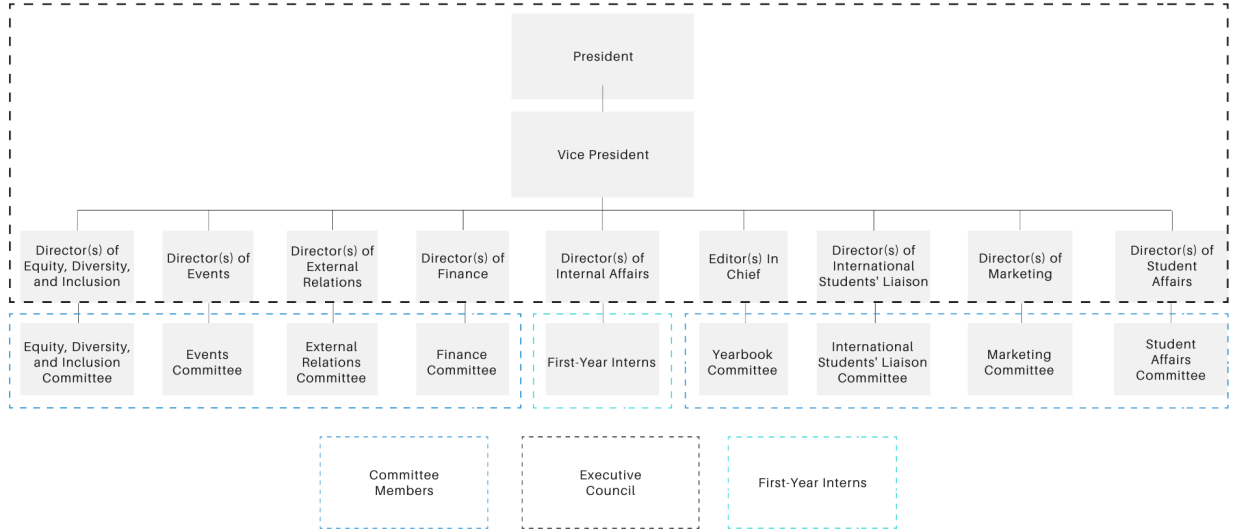 President
Vice President
Director(s) of
Equity, Diversity,
and Inclusion
Director(s) of
Events
Director(s) of
External
Relations
Director(s) of
Finance
Director(s) of
Internal Affairs
Editor(s) In
Chief
Director(s) of
International
Students' Liaison
Director(s) of
Marketing
Director(s) of
Student
Affairs
Equity, Diversity,
and Inclusion
Committee
Events
Committee
External
Relations
Committee
Finance
Committee
First-Year Interns
Yearbook
Committee
International
Students' Liaison
Committee
Marketing
Committee
Student
Affairs
Committee
Committee
Members
Executive
Council
First-Year Interns